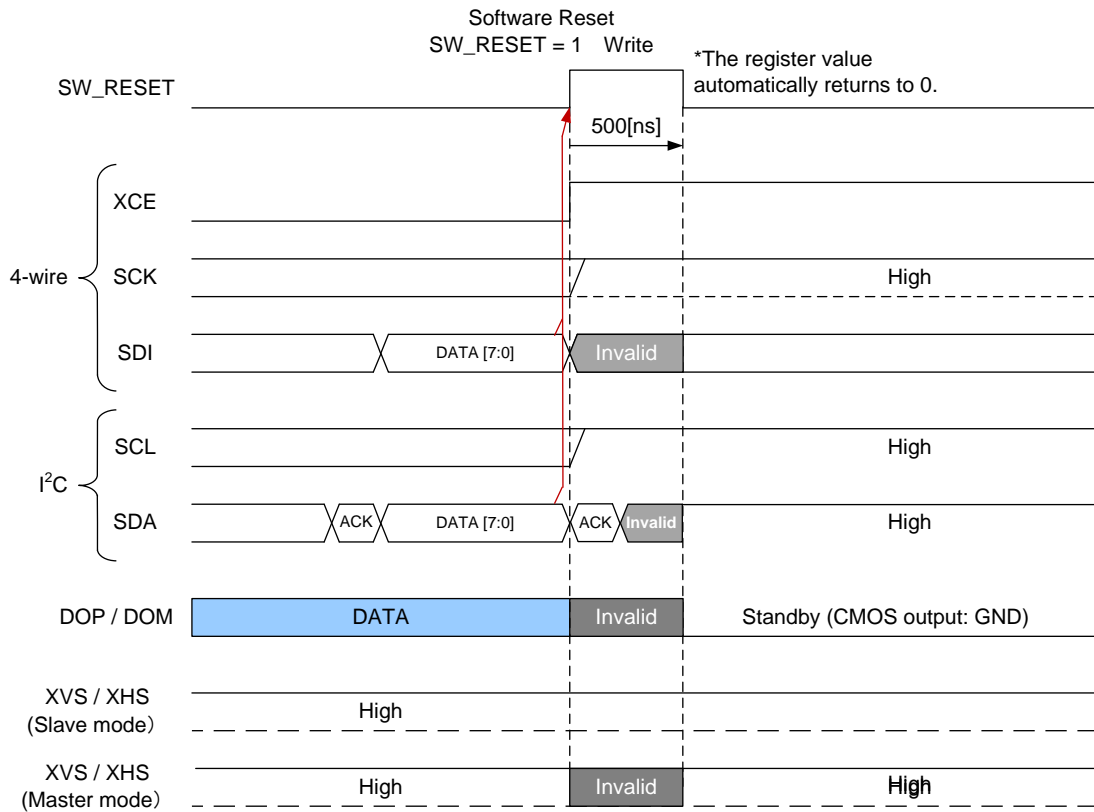 Software Reset
SW_RESET = 1 Write
*The register value
automatically returns to 0.
SW_RESET
500[ns]
XCE
4-wire
SCK
High
SDI
DATA [7:0]
Invalid
SCL
High
I²C
SDA
ACK
DATA [7:0]
ACK
Invalid
High
DOP / DOM
DATA
Invalid
Standby (CMOS output: GND)
XVS / XHS
(Slave mode）
High
XVS / XHS
(Master mode）
High
Invalid
High
High